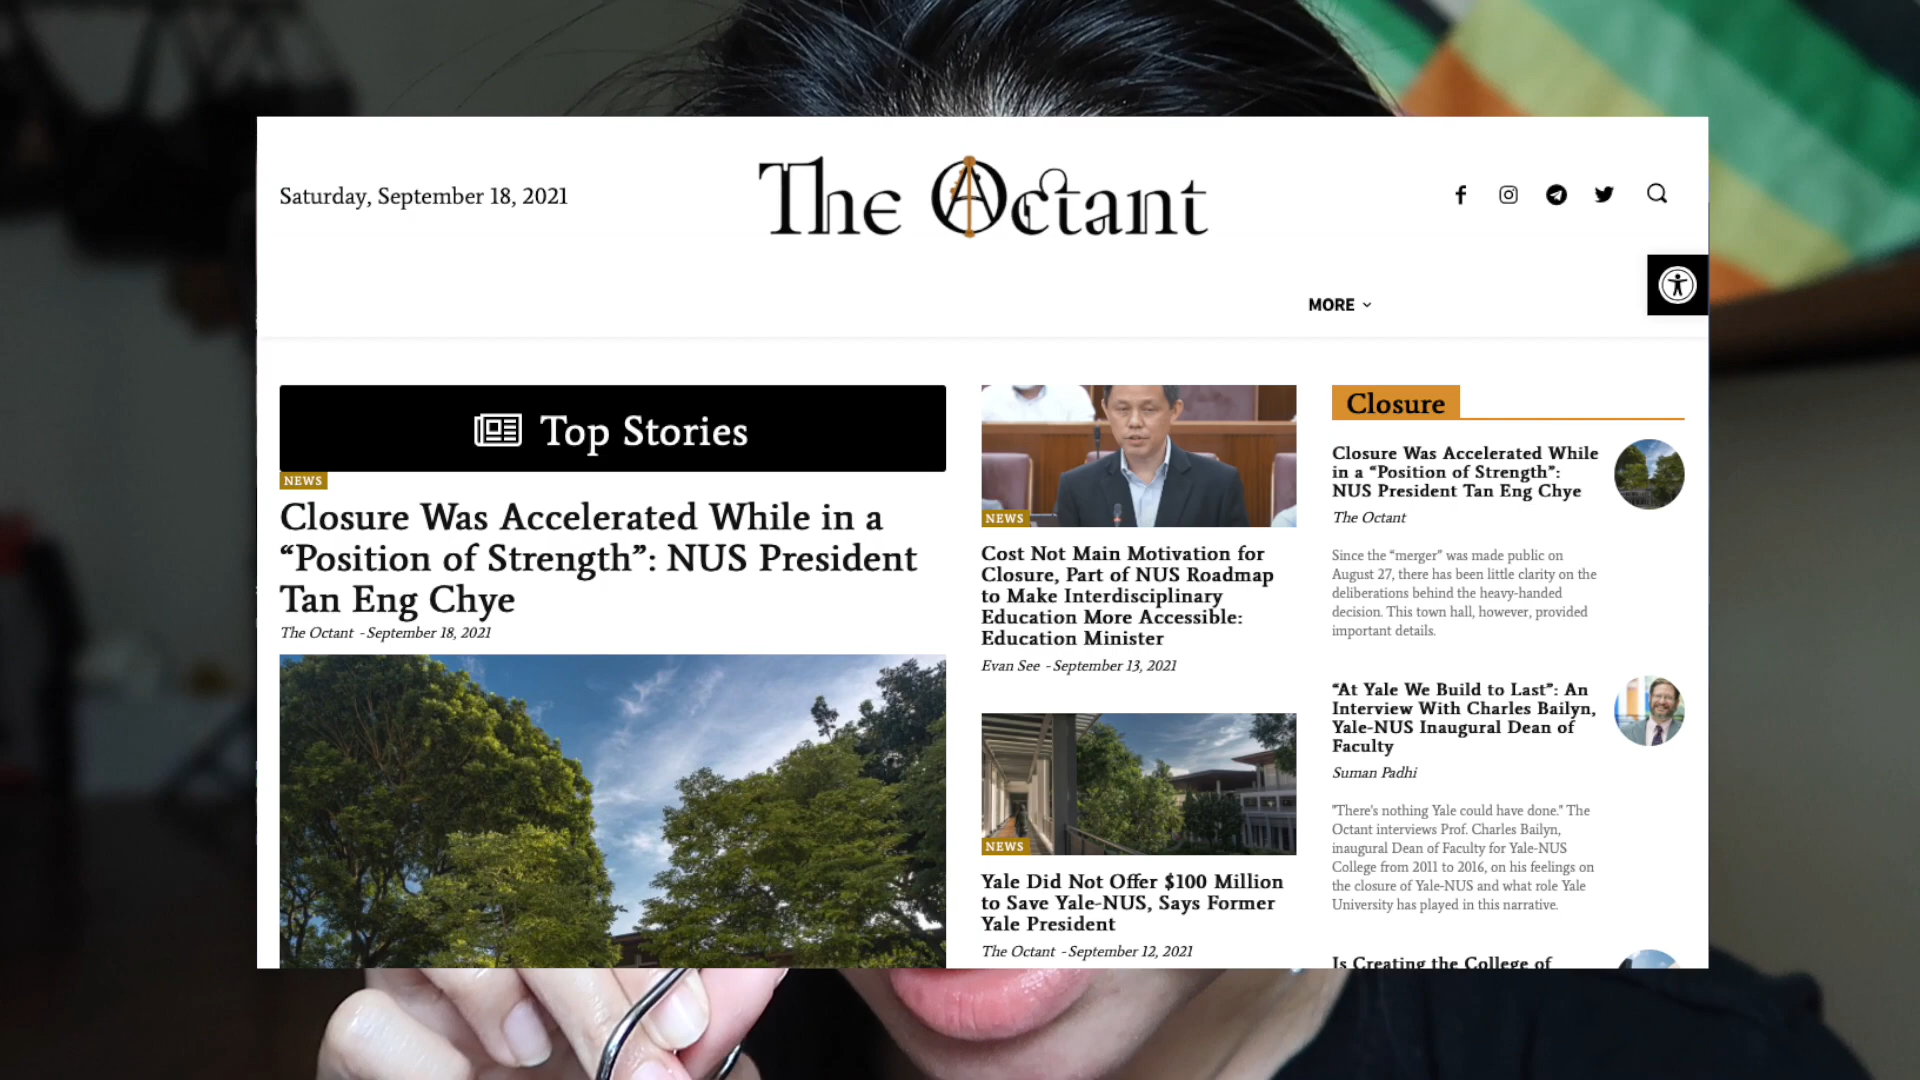 Saturday, September 18, 2021
The Octant
MORE
Top Stories
NEWS
Closure Was Accelerated While in a
“Position of Strength”: NUS President
Tan Eng Chye
The Octant - September 18, 2021
NEWS
Cost Not Main Motivation for
Closure, Part of NUS Roadmap
to Make Interdisciplinary
Education More Accessible:
Education Minister
Evan See - September 13, 2021
NEWS
Yale Did Not Offer $100 Million
to Save Yale-NUS, Says Former
Yale President
The Octant - September 12, 2021
Closure
Closure Was Accelerated While
in a “Position of Strength”:
NUS President Tan Eng Chye
The Octant
Since the “merger” was made public on
August 27, there has been little clarity on the
deliberations behind the heavy-handed
decision. This town hall, however, provided
important details.
“At Yale We Build to Last”: An
Interview With Charles Bailyn,
Yale-NUS Inaugural Dean of
Faculty
Suman Padhi
"There's nothing Yale could have done." The
Octant interviews Prof. Charles Bailyn,
inaugural Dean of Faculty for Yale-NUS
College from 2011 to 2016, on his feelings on
the closure of Yale-NUS and what role Yale
University has played in this narrative.
Is Creating the College of